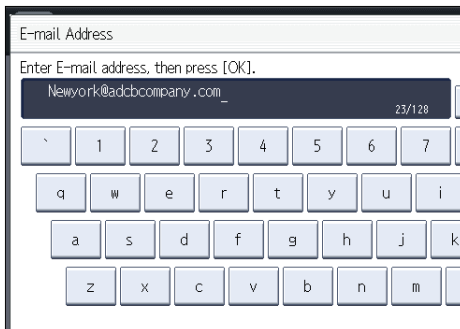 E-mail Address
Enter E-mail address, then press [OK].
Newyork@adcbcompany.com_
23/128
` 1 2 3 4 5 6 7
q w e r t y u i
a s d f g h j k
z x c v b n m